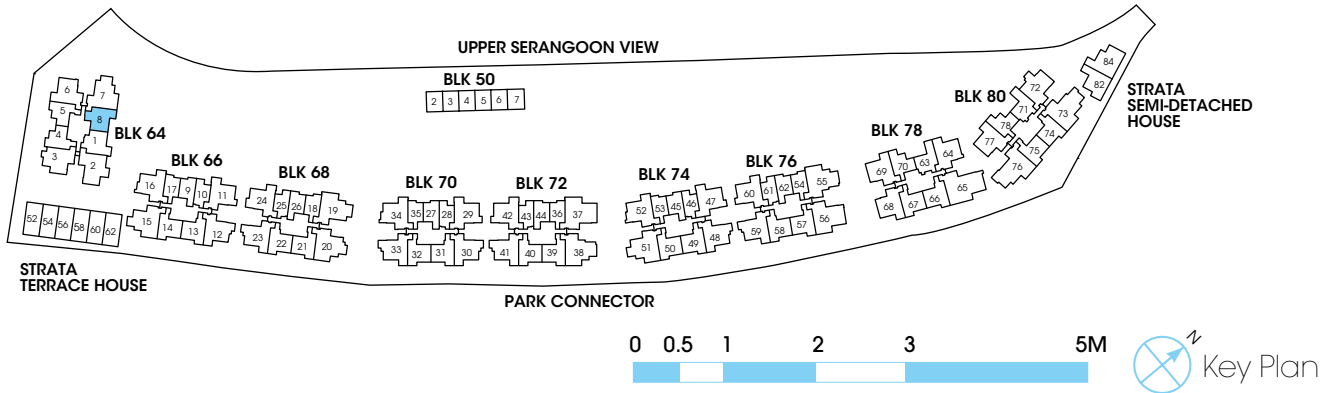 UPPER SERANGOON VIEW
BLK 50
2 3 4 5 6 7
6 7
5 8
4 1
3 2
BLK 64
BLK 66
16 17 9 10 11
15 14 13 12
BLK 68
24 25 26 18 19
23 22 21 20
BLK 70
34 35 27 28 29
33 32 31 30
BLK 72
42 43 44 36 37
41 40 39 38
BLK 74
52 53 45 46 47
51 50 49 48
BLK 76
60 61 62 54 55
59 58 57 56
BLK 78
69 70 63 64
68 67 66 65
BLK 80
72
71 73
78 74
77 75
76
84
82
STRATA
SEMI-DETACHED
HOUSE
52 54 56 58 60 62
STRATA
TERRACE HOUSE
PARK CONNECTOR
0 0.5 1 2 3 5M
N
Key Plan